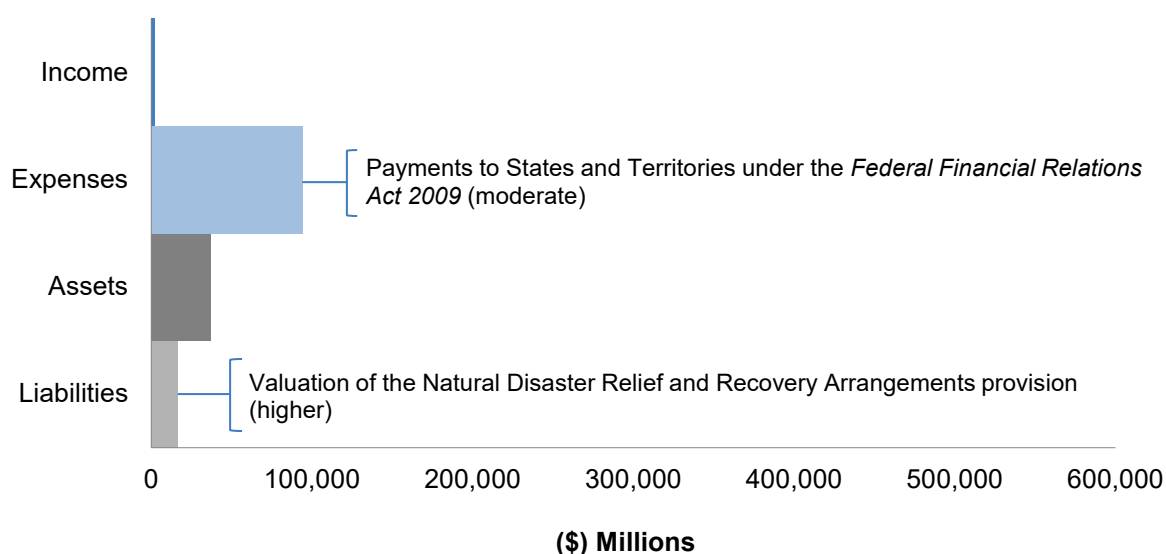 Income
Expenses
Payments to States and Territories under the Federal Financial Relations
Act 2009 (moderate)
Assets
Liabilities
Valuation of the Natural Disaster Relief and Recovery Arrangements provision
(higher)
0 100,000 200,000 300,000 400,000 500,000 600,000
($) Millions